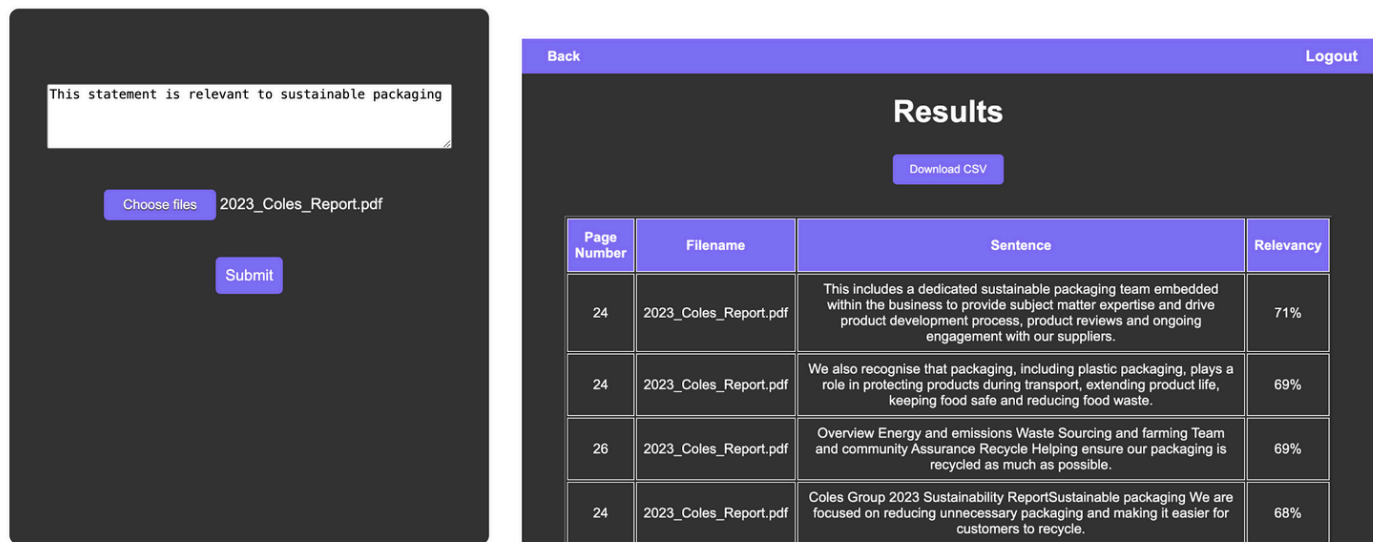 This statement is relevant to sustainable packaging
Choose files 2023_Coles_Report.pdf
Submit
Back
Logout
Results
Download CSV
Page
Number
Filename
Sentence
Relevancy
24
2023_Coles_Report.pdf
This includes a dedicated sustainable packaging team embedded
within the business to provide subject matter expertise and drive
product development process, product reviews and ongoing
engagement with our suppliers.
71%
24
2023_Coles_Report.pdf
We also recognise that packaging, including plastic packaging, plays a
role in protecting products during transport, extending product life,
keeping food safe and reducing food waste.
69%
26
2023_Coles_Report.pdf
Overview Energy and emissions Waste Sourcing and farming Team
and community Assurance Recycle Helping ensure our packaging is
recycled as much as possible.
69%
24
2023_Coles_Report.pdf
Coles Group 2023 Sustainability ReportSustainable packaging We are
focused on reducing unnecessary packaging and making it easier for
customers to recycle.
68%